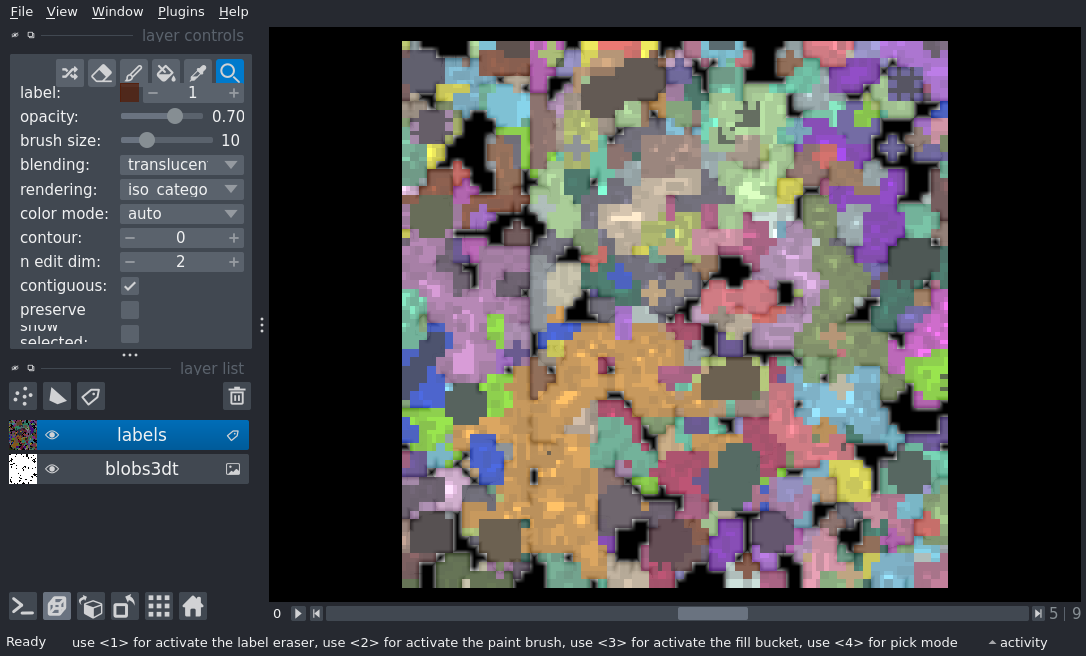 File View Window Plugins Help
layer controls
label: 1
opacity: 0.70
brush size: 10
blending: translucen
rendering: iso catego
color mode: auto
contour: 0
n edit dim: 2
contiguous:
preserve
show
selected:
layer list
labels
blobs3dt
0 5 | 9
Ready use <1> for activate the label eraser, use <2> for activate the paint brush, use <3> for activate the fill bucket, use <4> for pick mode activity